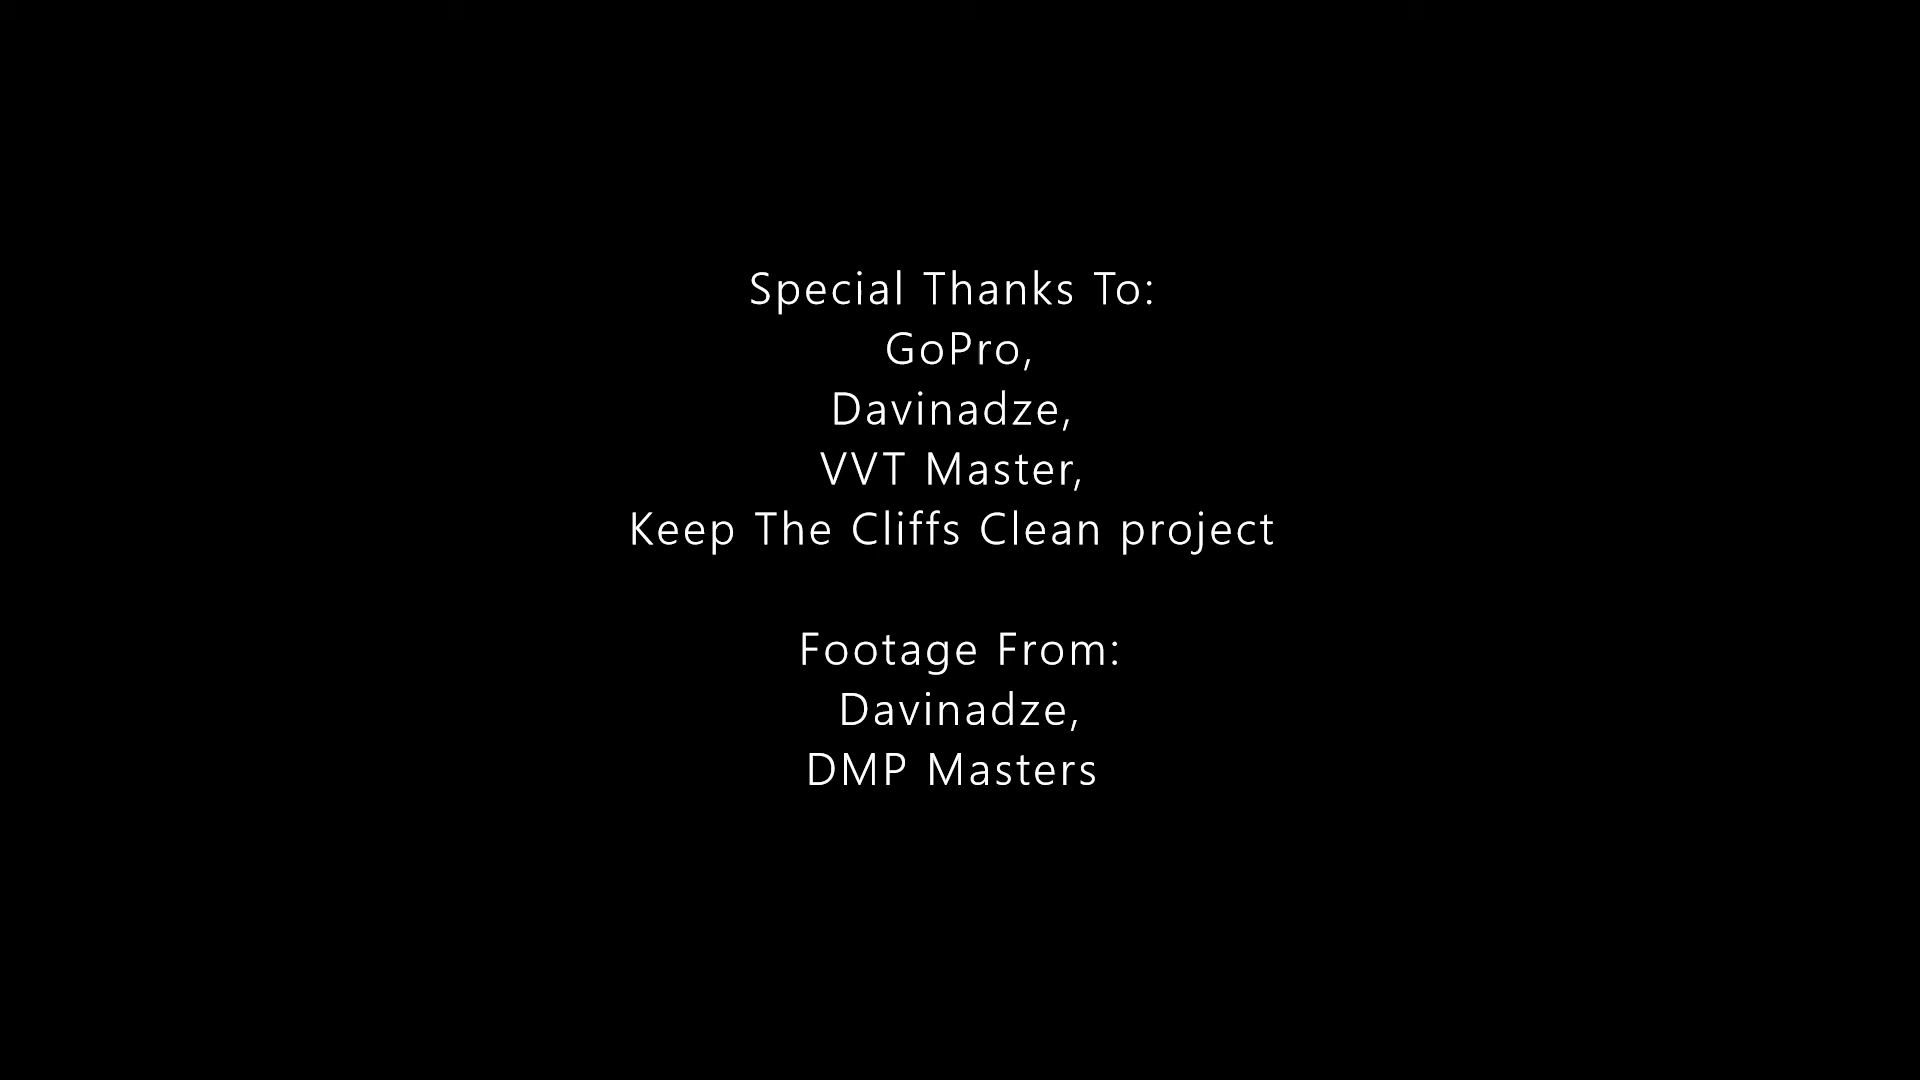 Special Thanks To:
GoPro,
Davinadze,
VVT Master,
Keep The Cliffs Clean project
Footage From:
Davinadze,
DMP Masters